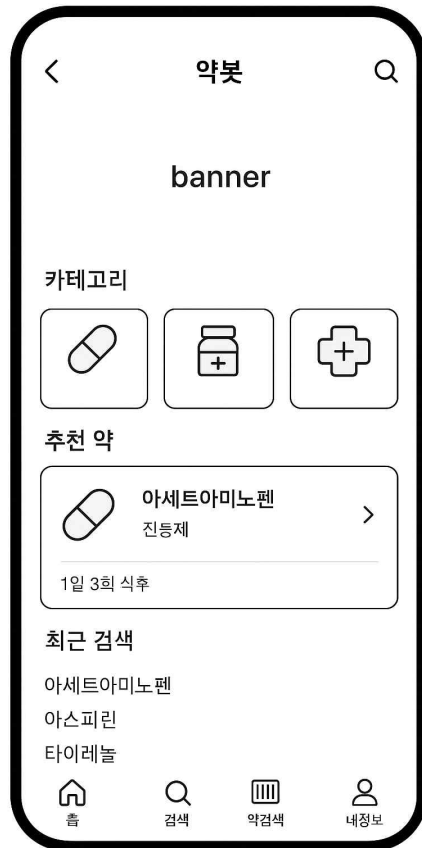 약봇
banner
카테고리
추천 약
아세트아미노펜
진등제
1일 3희 식후
최근 검색
아세트아미노펜
아스피린
타이레놀
홈 검색 약검색 내정보